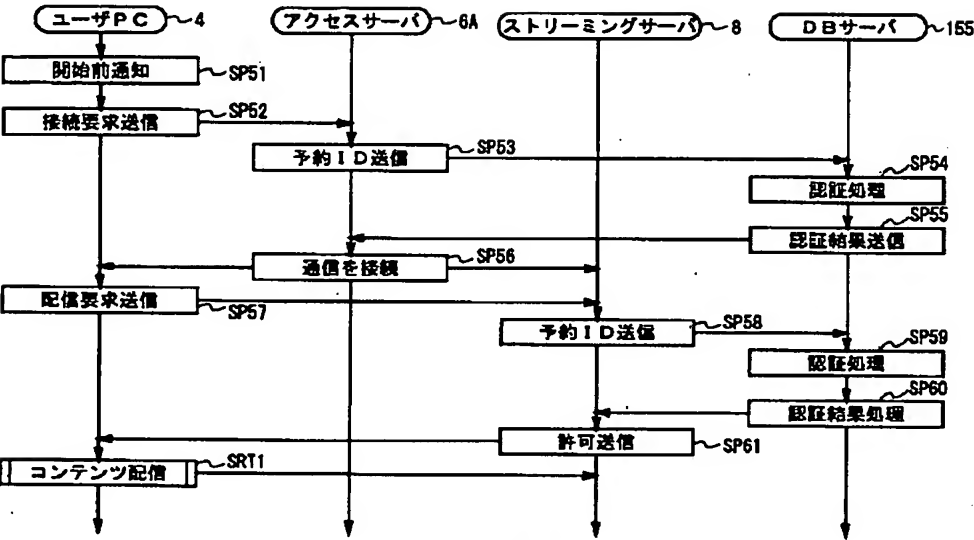 ユーザPC 4
アクセスサーバ 6A
ストリーミングサーバ 8
DBサーバ 155
開始前通知 SP51
接続要求送信 SP52
予約ID送信 SP53
認証処理 SP54
認証結果送信 SP55
通信を接続 SP56
配信要求送信 SP57
予約ID送信 SP58
認証処理 SP59
認証結果処理 SP60
許可送信 SP61
コンテンツ配信 SRT1